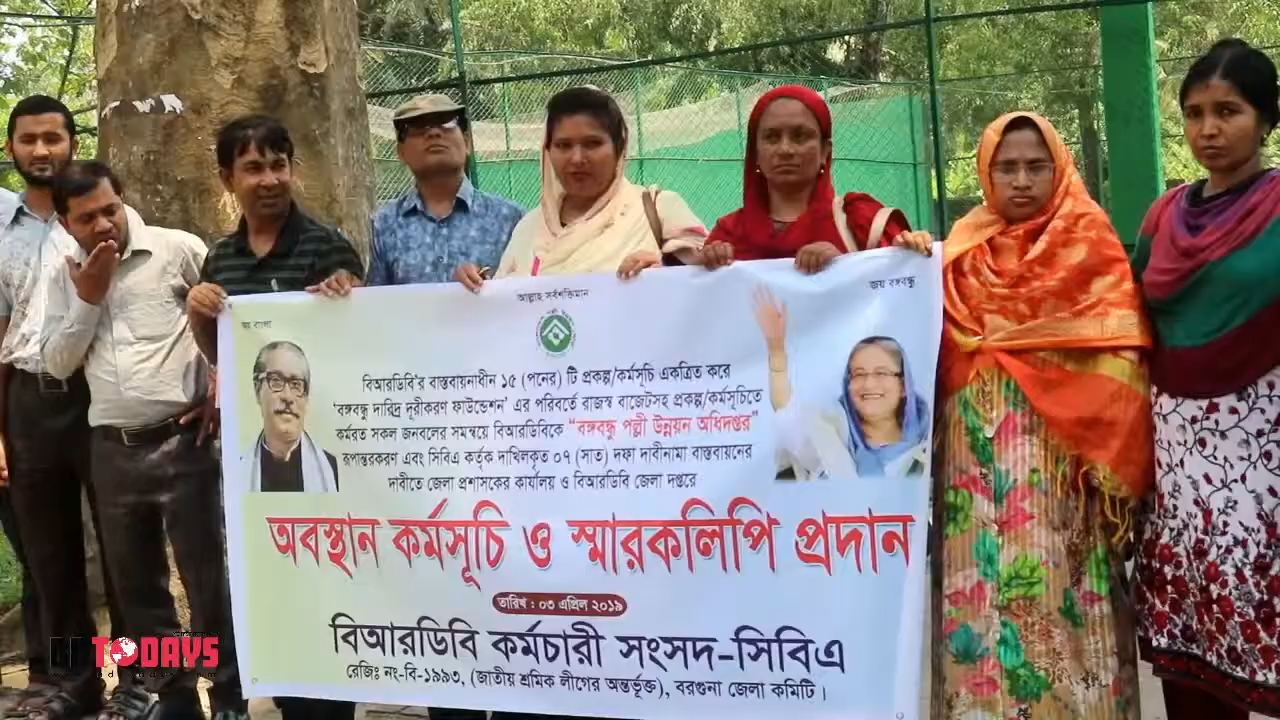 আল্লাহ সর্বশক্তিমান
জয় বাংলা
জয় বঙ্গবন্ধু
বিআরডিবি'র বাস্তবায়নাধীন ১৫ (পনের) টি প্রকল্প/কর্মসূচি একত্রিত করে
'বঙ্গবন্ধু দারিদ্র দূরীকরণ ফাউন্ডেশন' এর পরিবর্তে রাজস্ব বাজেটসহ প্রকল্প/কর্মসূচিতে
কর্মরত সকল জনবলের সমন্বয়ে বিআরডিবিকে "বঙ্গবন্ধু পল্লী উন্নয়ন অধিদপ্তর"
রূপান্তরকরণ এবং সিবিএ কর্তৃক দাখিলকৃত ০৭ (সাত) দফা দাবীনামা বাস্তবায়নের
দাবীতে জেলা প্রশাসকের কার্যালয় ও বিআরডিবি জেলা দপ্তরে
অবস্থান কর্মসূচি ও স্মারকলিপি প্রদান
তারিখ : ০৩ এপ্রিল ২০১৯
বিআরডিবি কর্মচারী সংসদ-সিবিএ
রেজিঃ নং-বি-১৯৯৩, (জাতীয় শ্রমিক লীগের অন্তর্ভূক্ত), বরগুনা জেলা কমিটি।
TODAYS